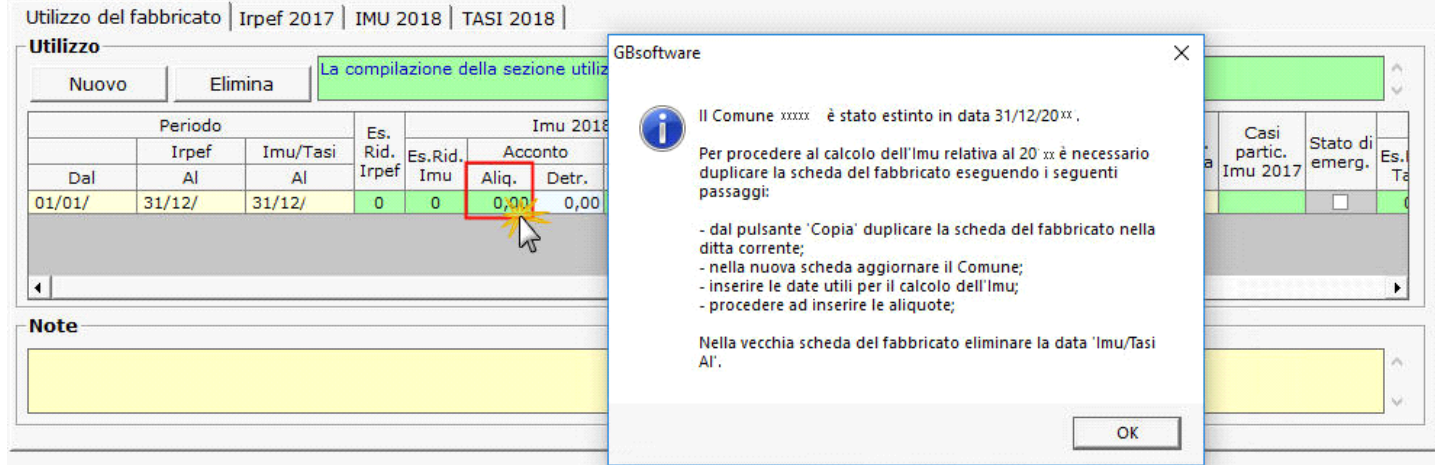 Utilizzo del fabbricato | Irpef 2017 | IMU 2018 | TASI 2018
Utilizzo
Nuovo
Elimina
La compilazione della sezione utiliz
Periodo
Es. Rid. Irpef
Imu 2018
Irpef
Imu/Tasi
Es.Rid. Imu
Acconto
Dal
Al
Al
Aliq.
Detr.
Casi partic. Imu 2017
Stato di emerg.
01/01/
31/12/
31/12/
0
0
0,00
0,00
Note
GBsoftware
Il Comune xxxxx è stato estinto in data 31/12/20xx.
Per procedere al calcolo dell'Imu relativa al 20 xx è necessario
duplicare la scheda del fabbricato eseguendo i seguenti
passaggi:
- dal pulsante 'Copia' duplicare la scheda del fabbricato nella
ditta corrente;
- nella nuova scheda aggiornare il Comune;
- inserire le date utili per il calcolo dell'Imu;
- procedere ad inserire le aliquote;
Nella vecchia scheda del fabbricato eliminare la data 'Imu/Tasi
Al'.
OK